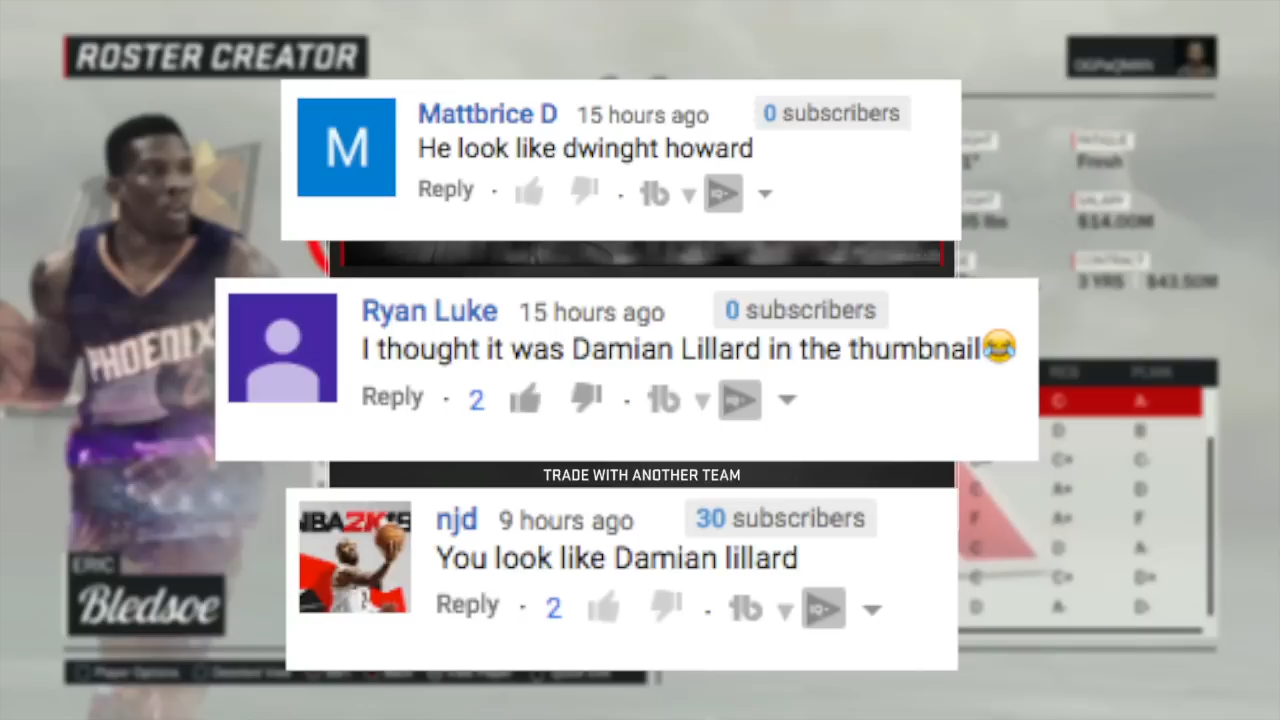 ROSTER CREATOR
M
Mattbrice D 15 hours ago 0 subscribers
He look like dwinght howard
Reply
Ryan Luke 15 hours ago 0 subscribers
I thought it was Damian Lillard in the thumbnail😂
Reply · 2
PHOENIX
TRADE WITH ANOTHER TEAM
NBA2K
njd 9 hours ago 30 subscribers
You look like Damian lillard
Reply · 2
ERIC
Bledsoe
Fresh
SALARY
$14.00M
CONTRACT
3 YRS $43.50M
C- A-
D B
C+ C-
C A+ D
F A+ F
C D A-
C C+ D+
D A- D-